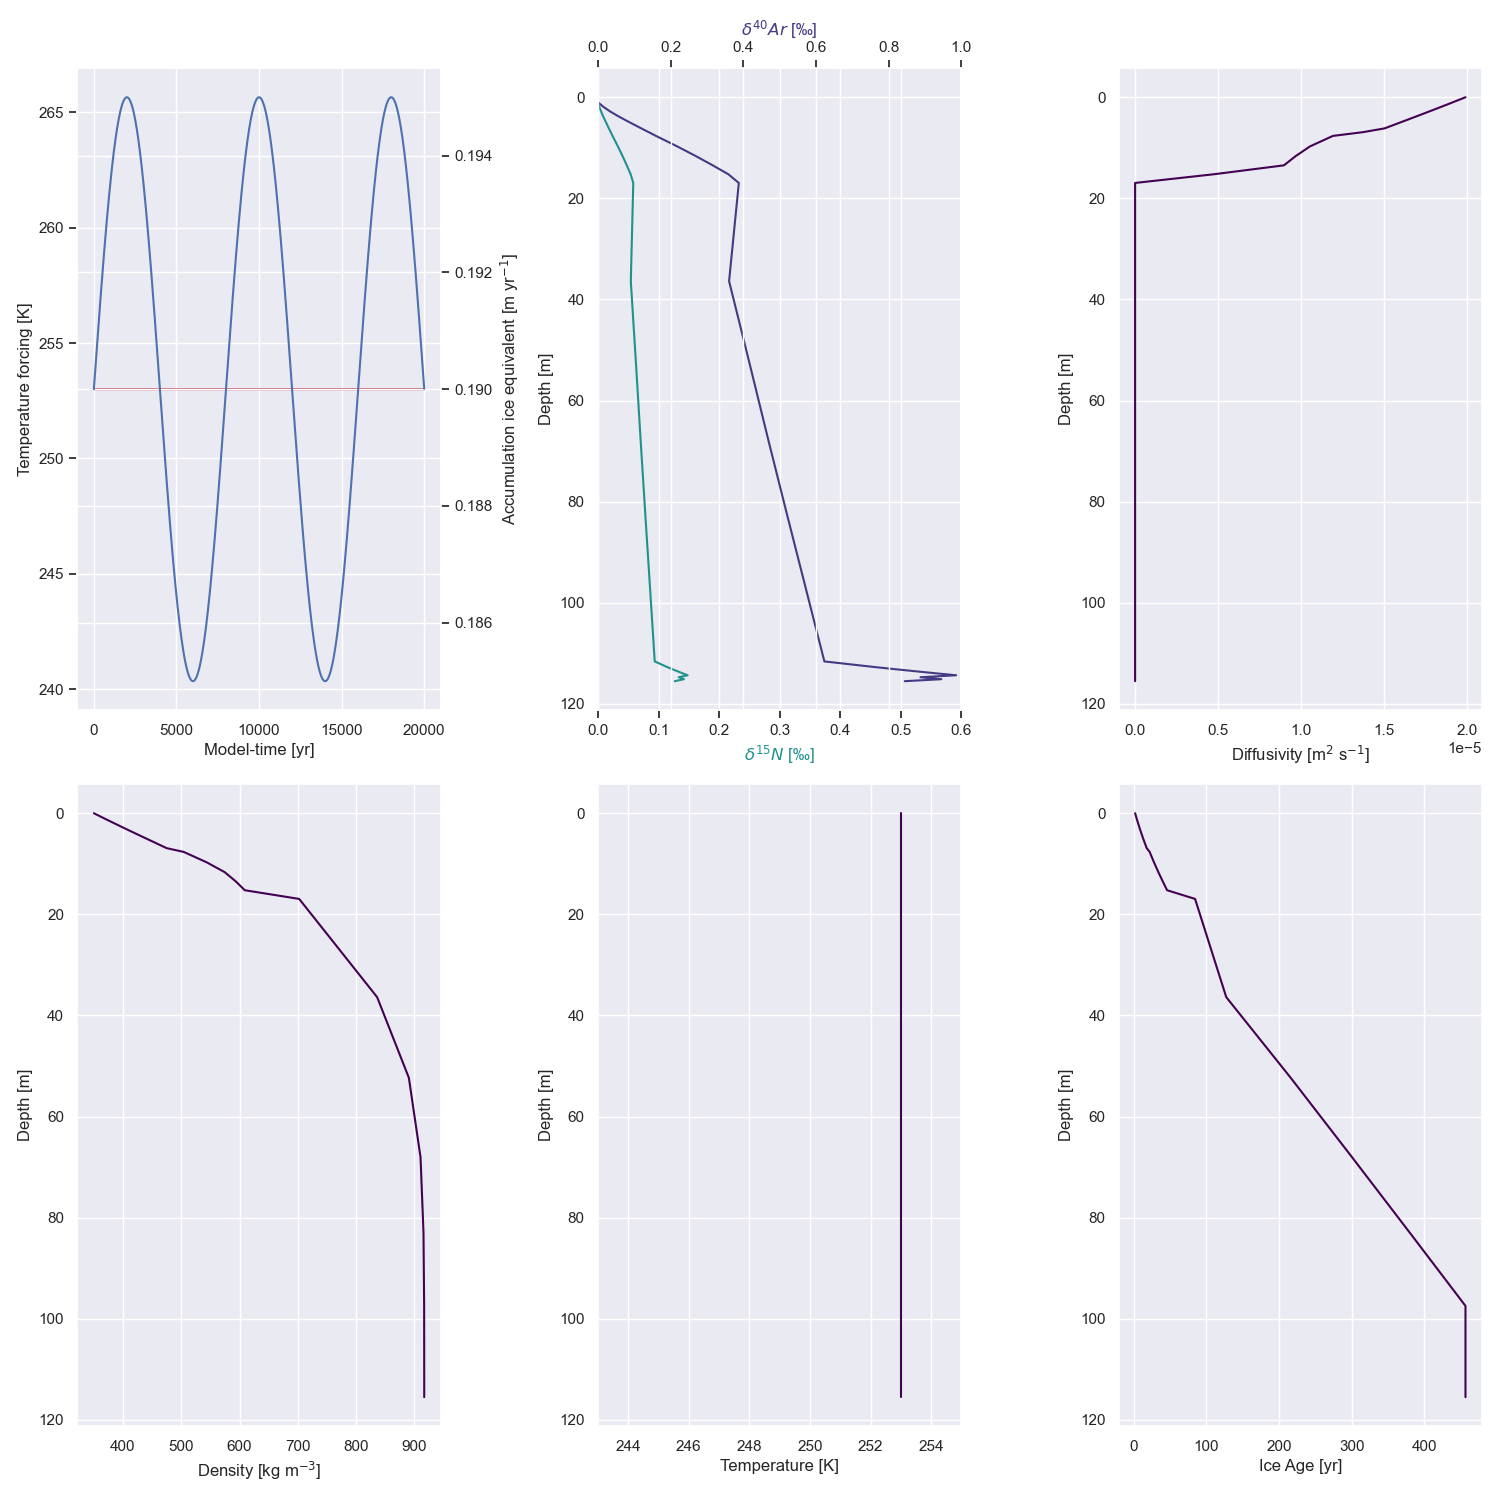 265
260
255
250
245
240
Temperature forcing [K]
0 5000 10000 15000 20000
Model-time [yr]
0.194
0.192
0.190
0.188
0.186
Accumulation ice equivalent [m yr⁻¹]
δ⁴⁰Ar [‰]
0.0 0.2 0.4 0.6 0.8 1.0
0
20
40
60
80
100
120
Depth [m]
0.0 0.1 0.2 0.3 0.4 0.5 0.6
δ¹⁵N [‰]
0
20
40
60
80
100
120
Depth [m]
0.0 0.5 1.0 1.5 2.0
1e−5
Diffusivity [m² s⁻¹]
0
20
40
60
80
100
120
Depth [m]
400 500 600 700 800 900
Density [kg m⁻³]
0
20
40
60
80
100
120
Depth [m]
244 246 248 250 252 254
Temperature [K]
0
20
40
60
80
100
120
Depth [m]
0 100 200 300 400
Ice Age [yr]